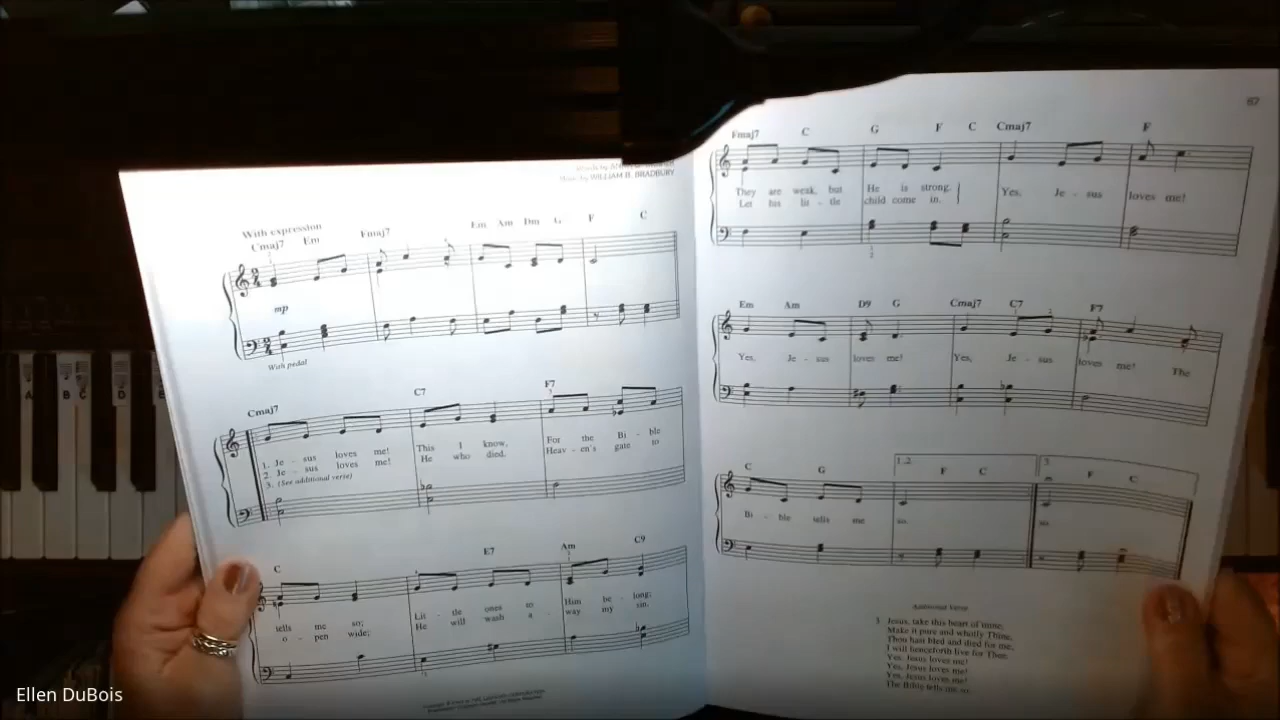 Music by WILLIAM B. BRADBURY
With expression
Cmaj7 Em Fmaj7 Em Am Dm G F C
mp
With pedal
Cmaj7 C7 F7
1. Je - sus loves me! This I know, For the Bi - ble
2. Je - sus loves me! He who died, Heav - en's gate to
3. (See additional verse)
C E7 Am C9
tells me so; Lit - tle ones to Him be - long;
o - pen wide; He will wash a - way my sin.
67
Fmaj7 C G F C Cmaj7 F
They are weak, but He is strong. Yes, Je - sus loves me!
Let his lit - tle child come in.
Em Am D9 G Cmaj7 C7 F7
Yes, Je - sus loves me! Yes, Je - sus loves me! The
C G 1,2 F C 3 F C
Bi - ble tells me so. so.
Additional Verse
3 Jesus, take this heart of mine,
Make it pure and wholly Thine,
Thou hast bled and died for me,
I will henceforth live for Thee.
Yes, Jesus loves me!
Yes, Jesus loves me!
Yes, Jesus loves me!
The Bible tells me so.
A B C D E
Ellen DuBois